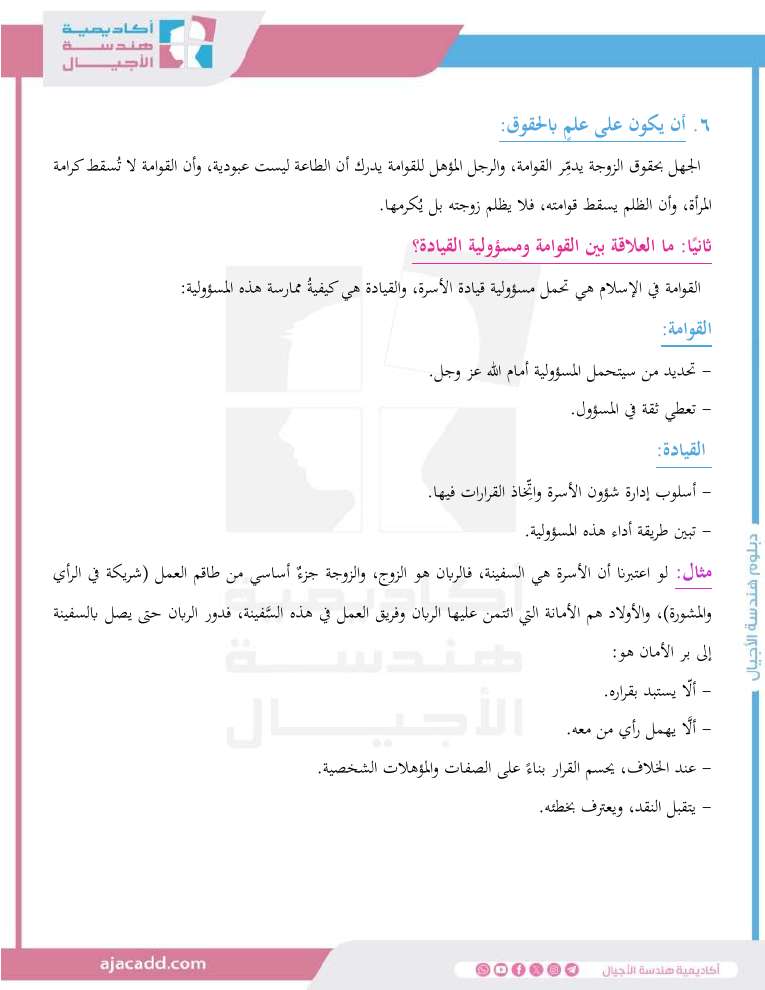 أكاديمية
هندسة
الأجيال
٦. أن يكون على علمٍ بالحقوق:
الجهل بحقوق الزوجة يدمِّر القوامة، والرجل المؤهل للقوامة يدرك أن الطاعة ليست عبودية، وأن القوامة لا تُسقط كرامة
المرأة، وأن الظلم يسقط قوامته، فلا يظلم زوجته بل يُكرمها.
ثانيًا: ما العلاقة بين القوامة ومسؤولية القيادة؟
القوامة في الإسلام هي تحمل مسؤولية قيادة الأسرة، والقيادة هي كيفيةُ ممارسة هذه المسؤولية:
القوامة:
– تحديد من سيتحمل المسؤولية أمام الله عز وجل.
– تعطي ثقة في المسؤول.
القيادة:
– أسلوب إدارة شؤون الأسرة واتِّخاذ القرارات فيها.
– تبين طريقة أداء هذه المسؤولية.
مثال: لو اعتبرنا أن الأسرة هي السفينة، فالربان هو الزوج، والزوجة جزءٌ أساسي من طاقم العمل (شريكة في الرأي
والمشورة)، والأولاد هم الأمانة التي ائتمن عليها الربان وفريق العمل في هذه السَّفينة، فدور الربان حتى يصل بالسفينة
إلى بر الأمان هو:
– ألّا يستبد بقراره.
– ألَّا يهمل رأي من معه.
– عند الخلاف، يحسم القرار بناءً على الصفات والمؤهلات الشخصية.
– يتقبل النقد، ويعترف بخطئه.
أكاديمية
هندسة
الأجيال
دبلوم هندسة الأجيال
ajacadd.com
أكاديمية هندسة الأجيال